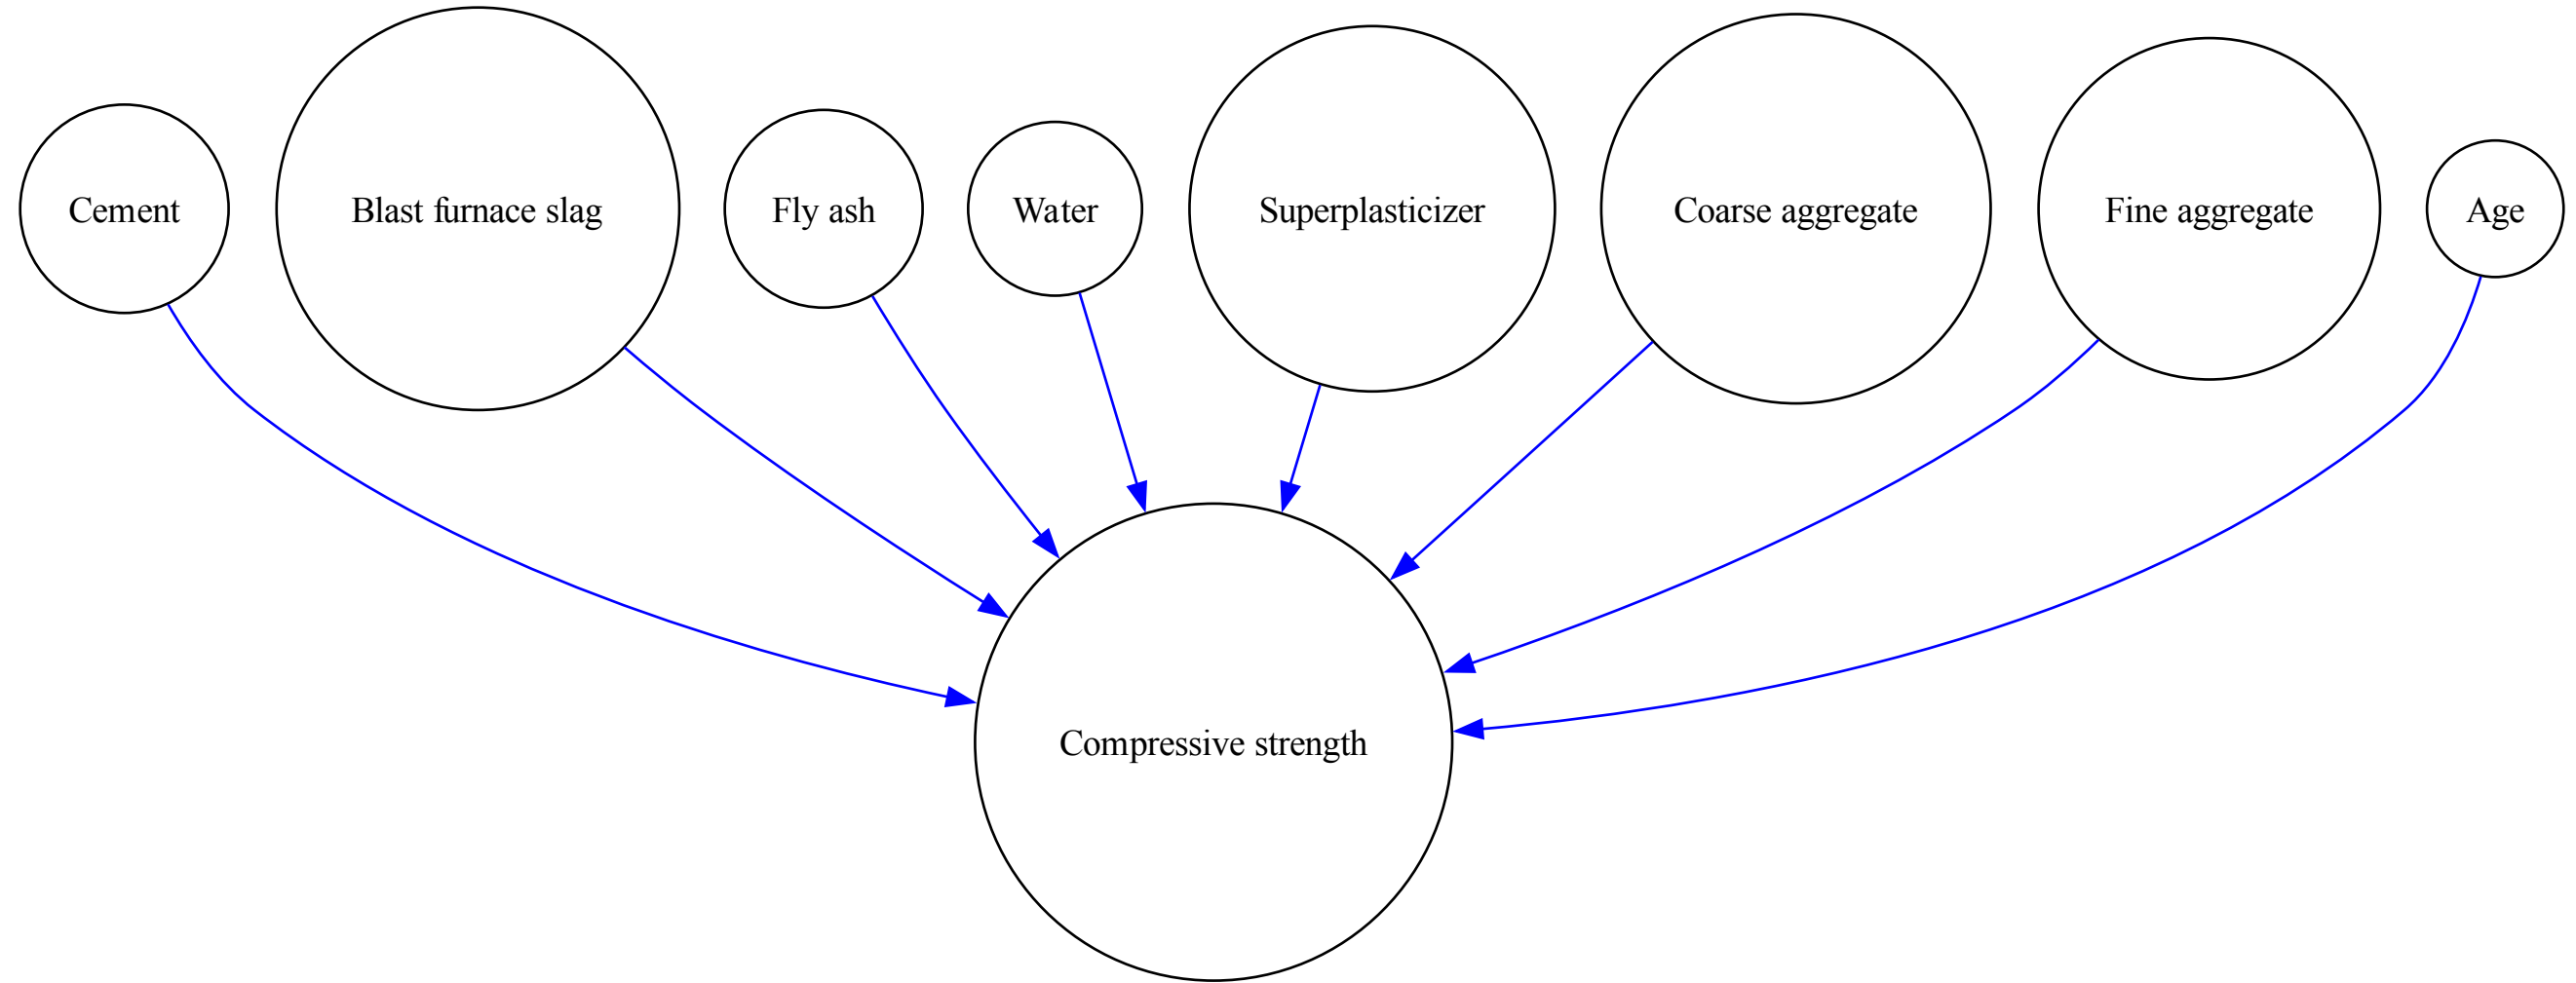 Cement
Blast furnace slag
Fly ash
Water
Superplasticizer
Coarse aggregate
Fine aggregate
Age
Compressive strength